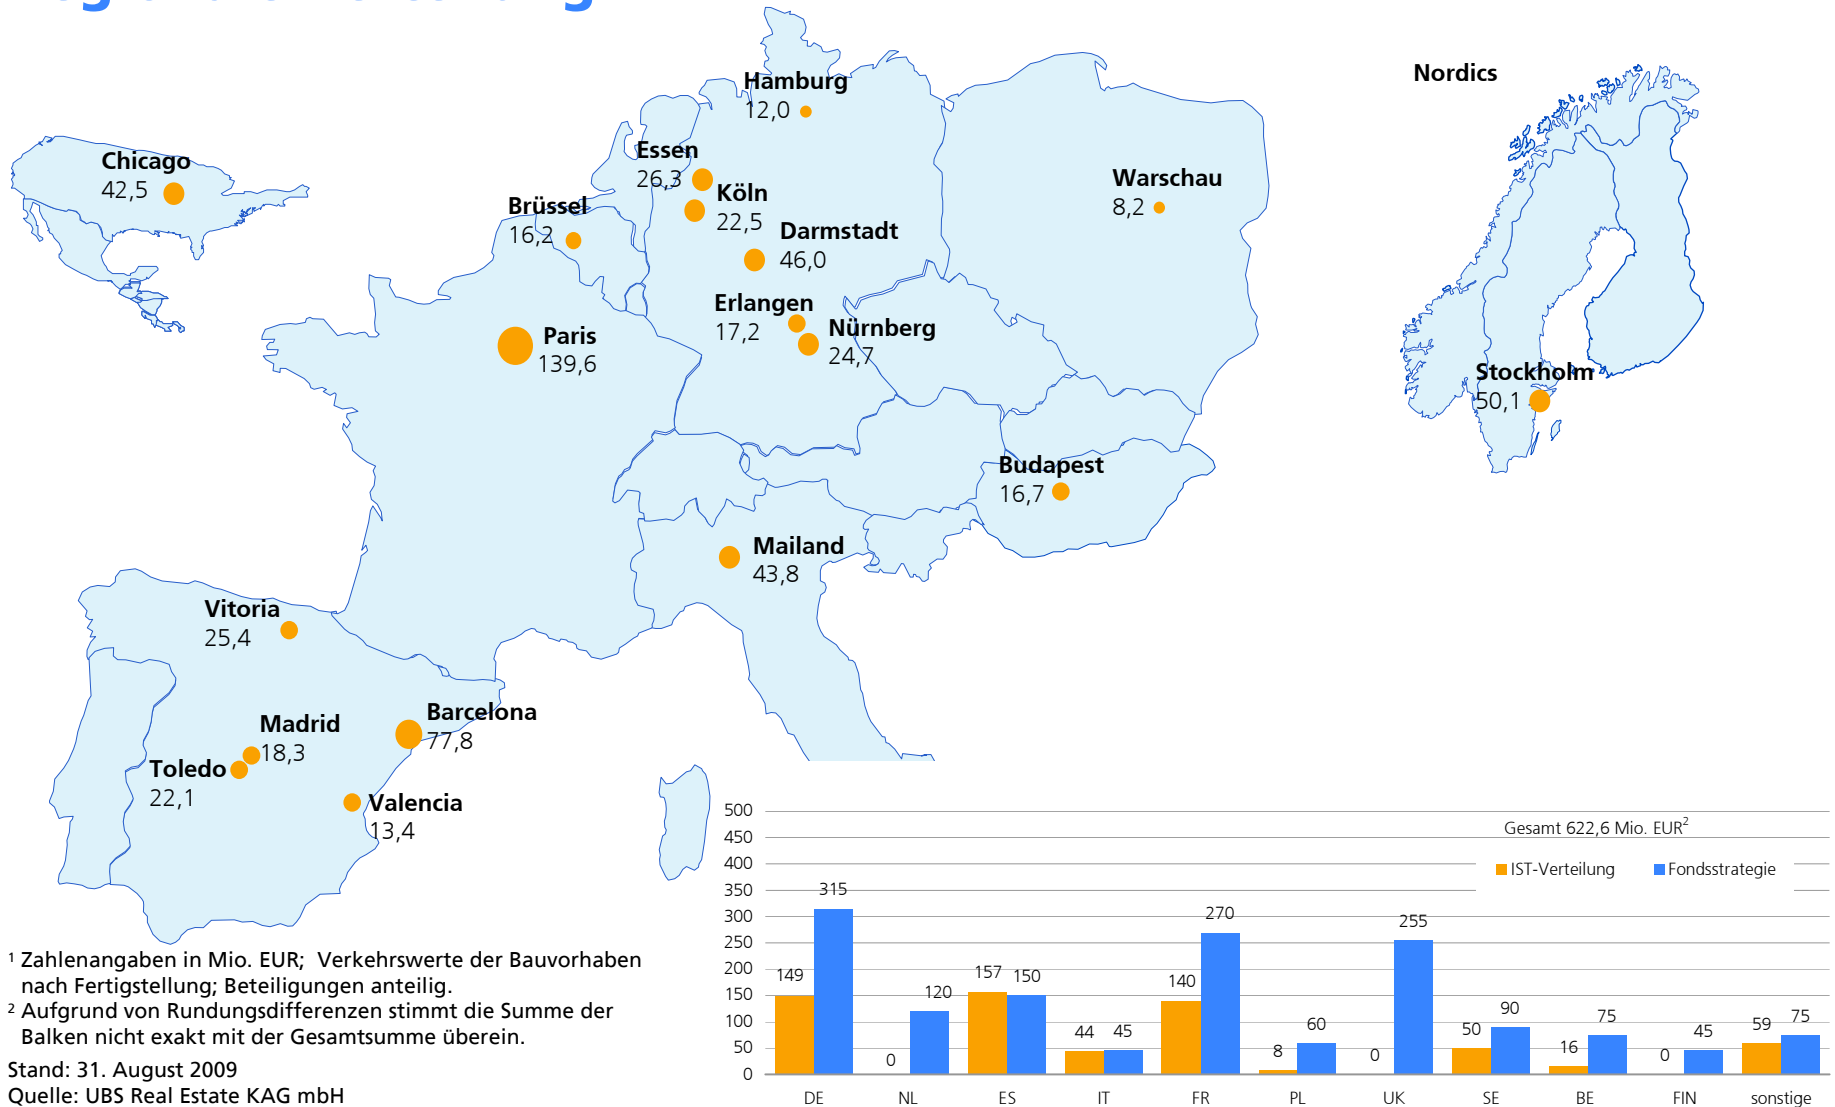 Nordics
Hamburg
12,0
Chicago
42,5
Essen
26,3
Köln
22,5
Brüssel
16,2
Warschau
8,2
Darmstadt
46,0
Erlangen
17,2
Nürnberg
24,7
Paris
139,6
Stockholm
50,1
Budapest
16,7
Mailand
43,8
Vitoria
25,4
Barcelona
77,8
Madrid
18,3
Toledo
22,1
Valencia
13,4
Gesamt 622,6 Mio. EUR²
IST-Verteilung Fondsstrategie
500
450
400
350
300
250
200
150
100
50
0
149 315
0 120
157 150
44 45
140 270
8 60
0 255
50 90
16 75
0 45
59 75
DE NL ES IT FR PL UK SE BE FIN sonstige
¹ Zahlenangaben in Mio. EUR; Verkehrswerte der Bauvorhaben
nach Fertigstellung; Beteiligungen anteilig.
² Aufgrund von Rundungsdifferenzen stimmt die Summe der
Balken nicht exakt mit der Gesamtsumme überein.
Stand: 31. August 2009
Quelle: UBS Real Estate KAG mbH